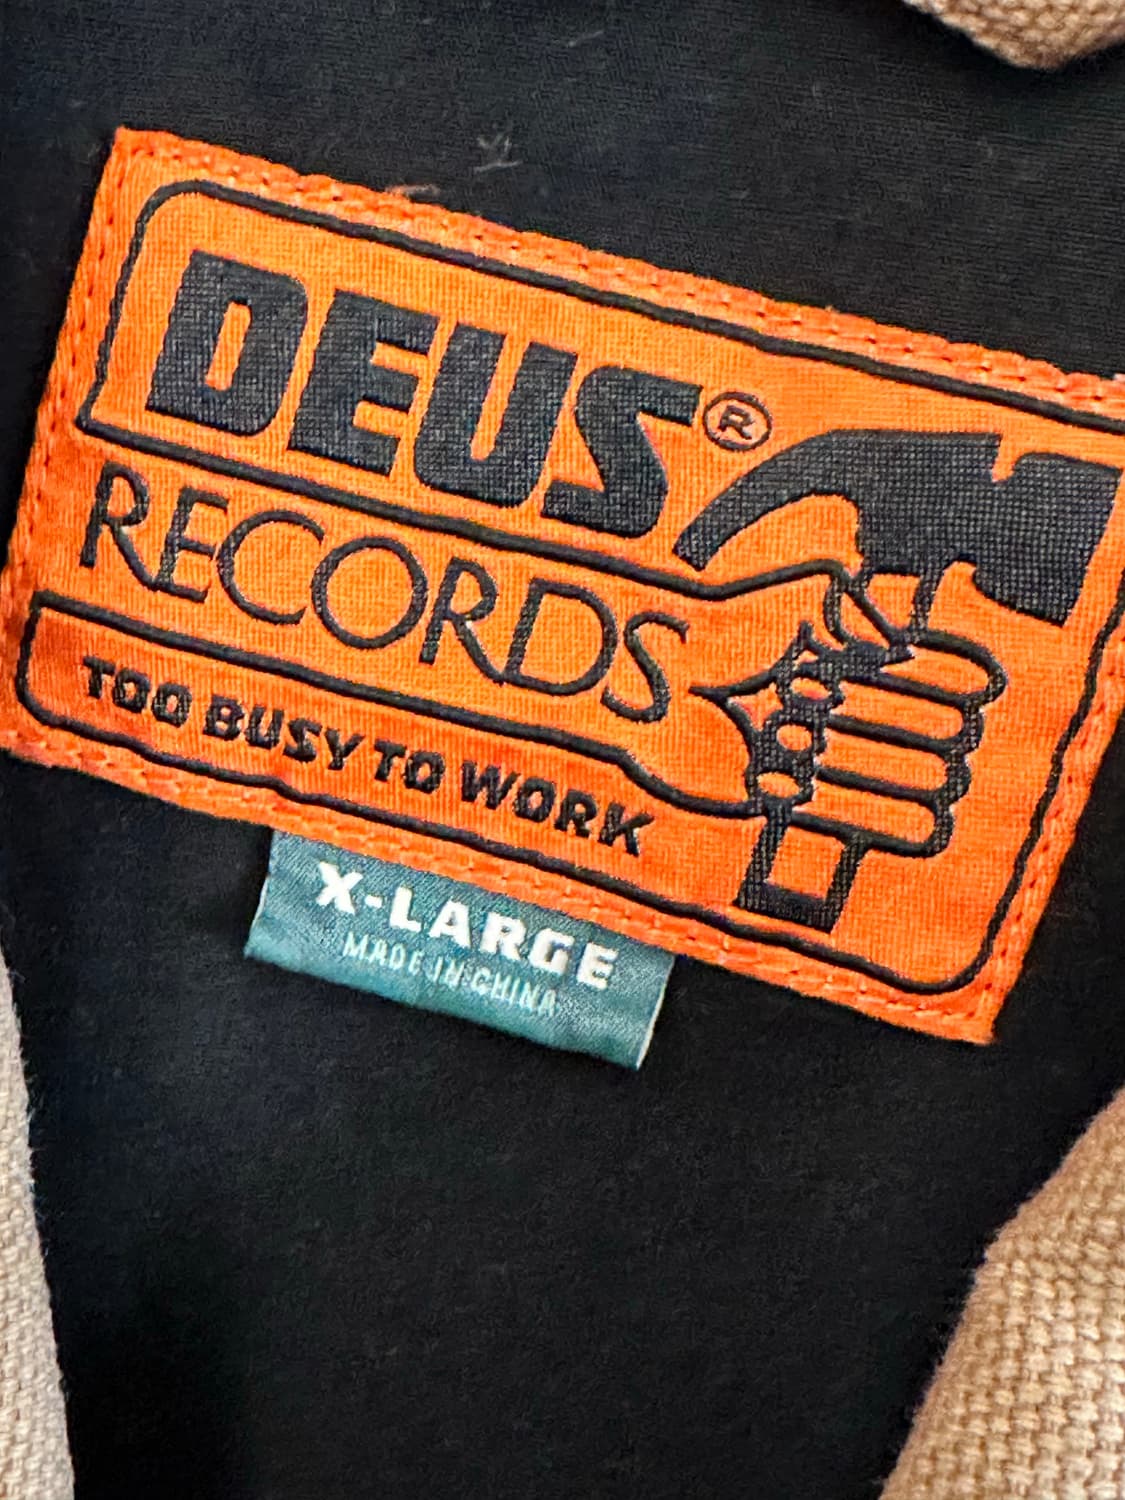 DEUS®
RECORDS
TOO BUSY TO WORK
X-LARGE
MADE IN CHINA